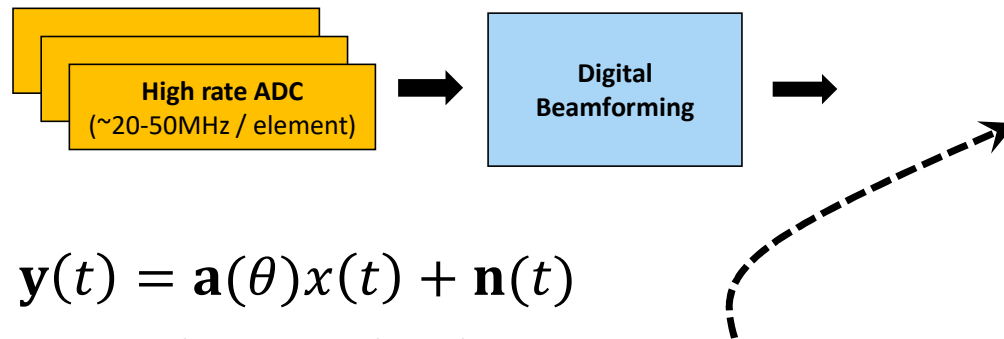 High rate ADC
(~20-50MHz / element)
Digital
Beamforming
𝐲(𝑡) = 𝐚(𝜃)𝑥(𝑡) + 𝐧(𝑡)